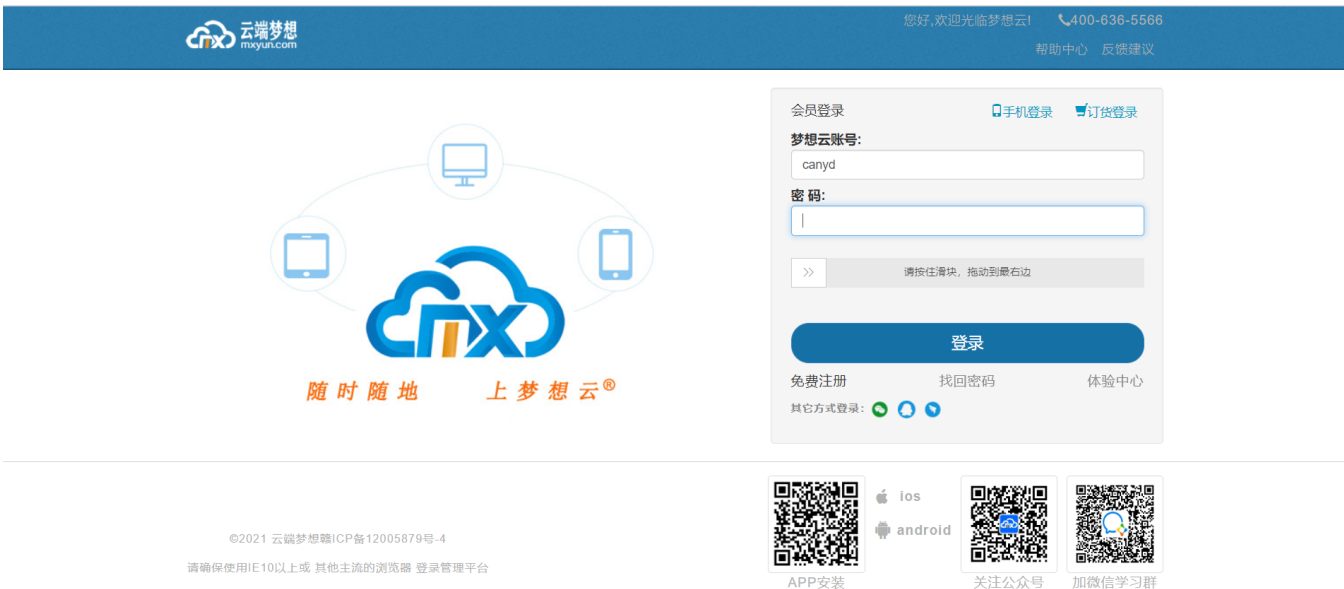 云端梦想
mxyun.com
您好,欢迎光临梦想云!
400-636-5566
帮助中心 反馈建议
会员登录
手机登录
订货登录
梦想云账号:
canyd
密 码:
请按住滑块，拖动到最右边
登录
免费注册
找回密码
体验中心
其它方式登录:
mx
随时随地 上梦想云®
ios
android
APP安装
关注公众号
加微信学习群
©2021 云端梦想赣ICP备12005879号-4
请确保使用IE10以上或 其他主流的浏览器 登录管理平台